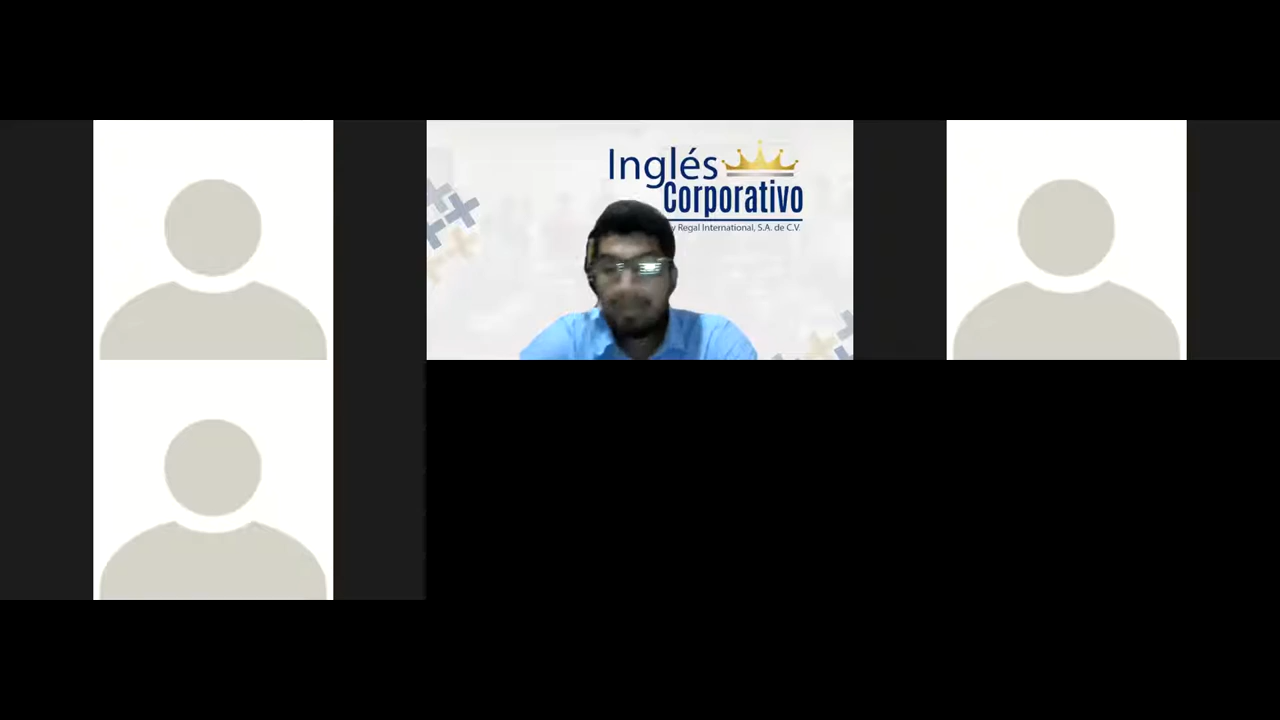 Inglés
Corporativo
y Regal International, S.A. de C.V.